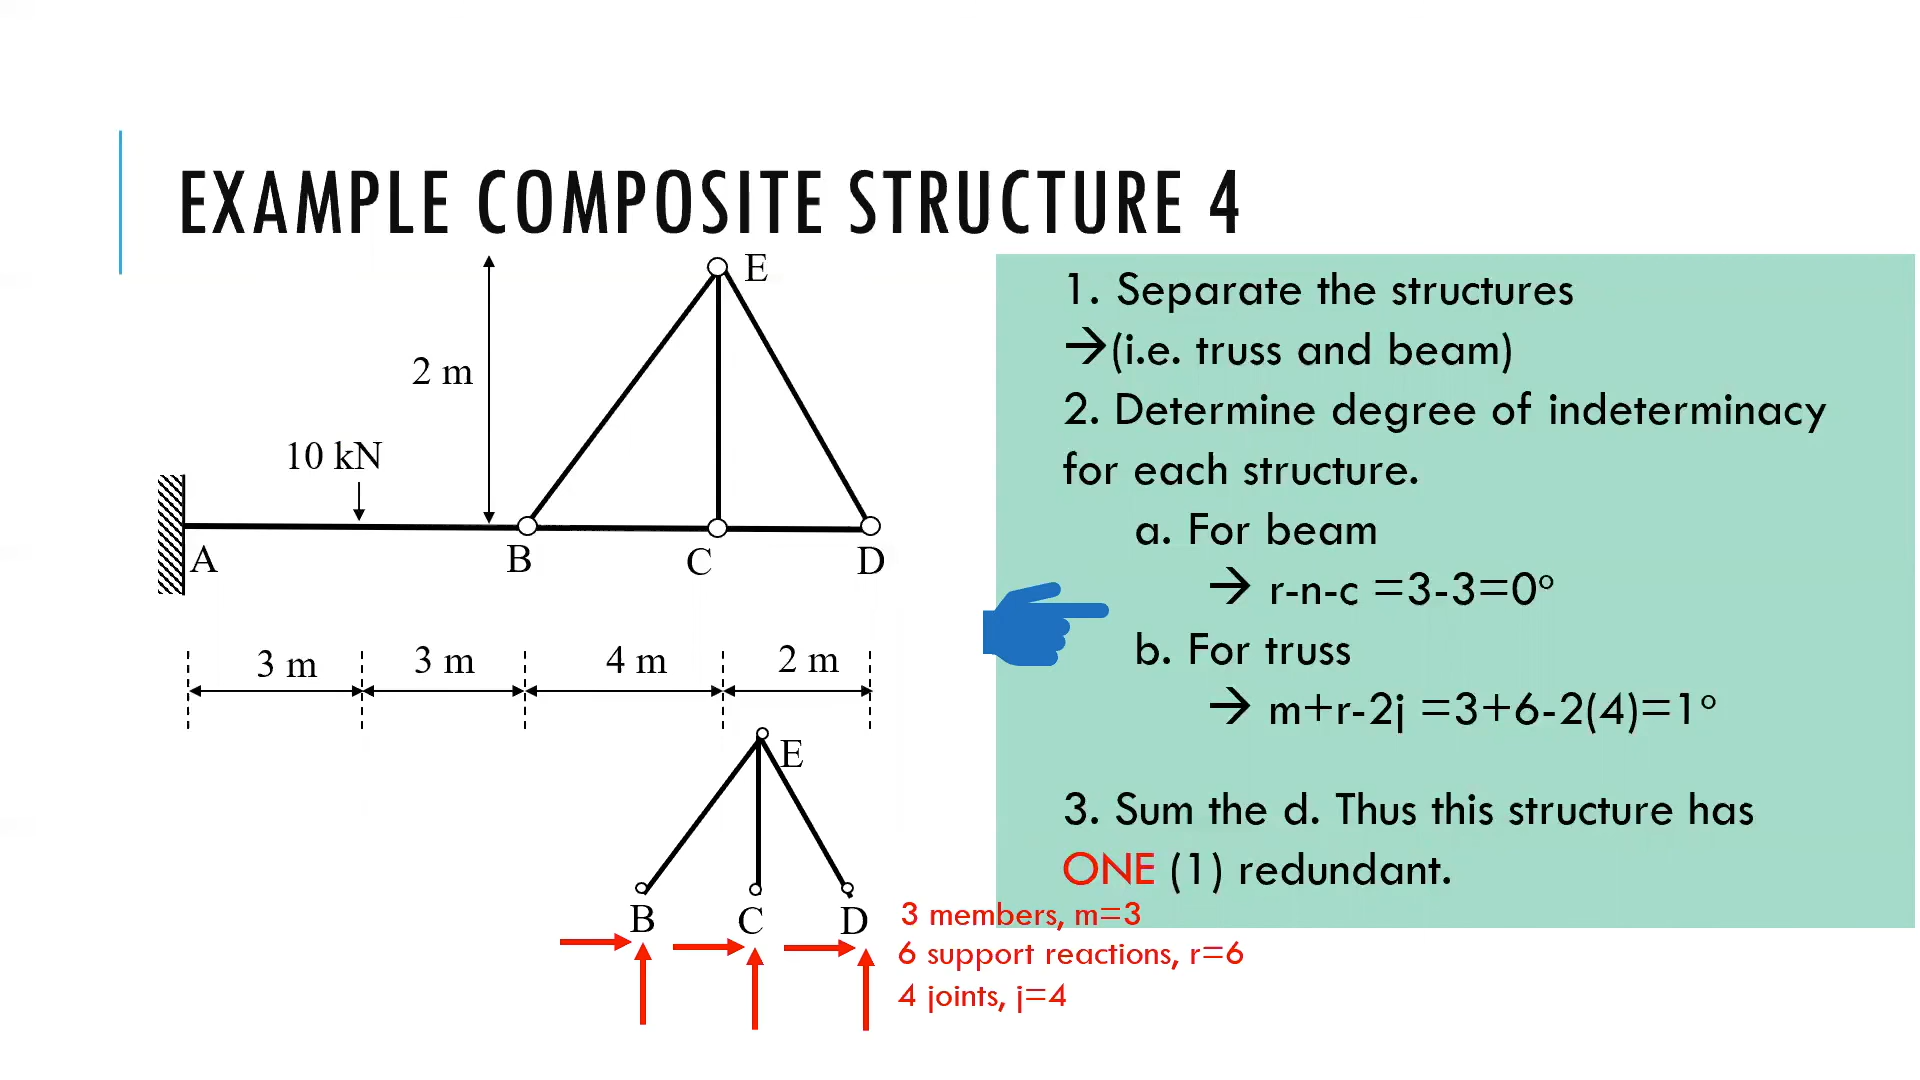 EXAMPLE COMPOSITE STRUCTURE 4
E
2 m
10 kN
A
B
C
D
3 m
3 m
4 m
2 m
E
B
C
D
3 members, m=3
6 support reactions, r=6
4 joints, j=4
1. Separate the structures
→(i.e. truss and beam)
2. Determine degree of indeterminacy
for each structure.
a. For beam
→ r-n-c =3-3=0°
b. For truss
→ m+r-2j =3+6-2(4)=1°
3. Sum the d. Thus this structure has
ONE (1) redundant.